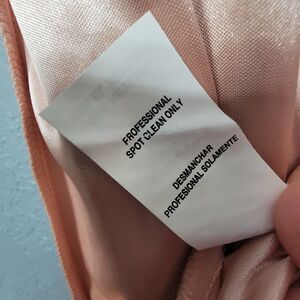 PROFESSIONAL
SPOT CLEAN ONLY
DESMANCHAR
PROFESIONAL SOLAMENTE